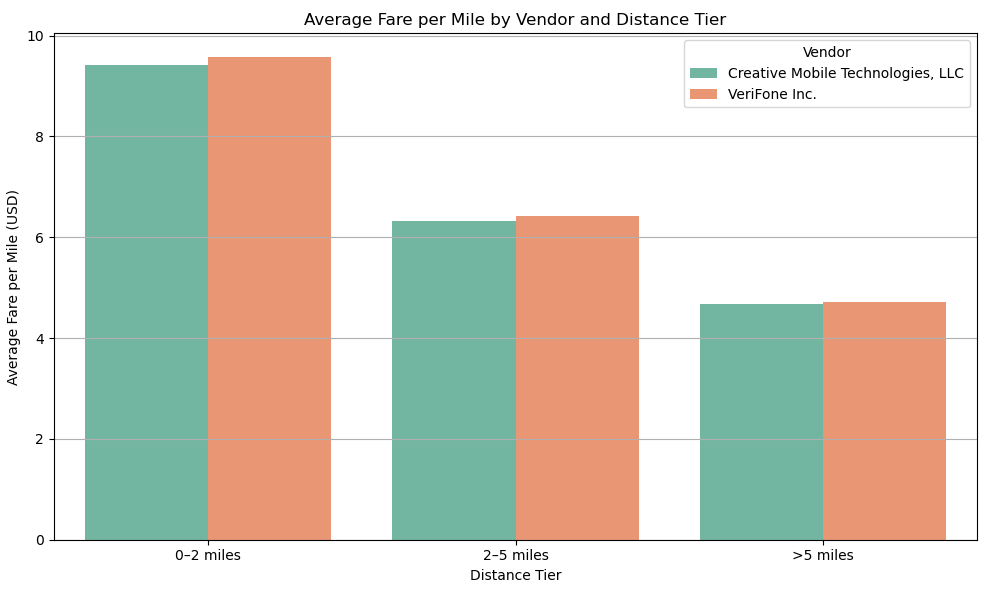 Average Fare per Mile by Vendor and Distance Tier
Vendor
Creative Mobile Technologies, LLC
VeriFone Inc.
Average Fare per Mile (USD)
10
8
6
4
2
0
0–2 miles
2–5 miles
>5 miles
Distance Tier